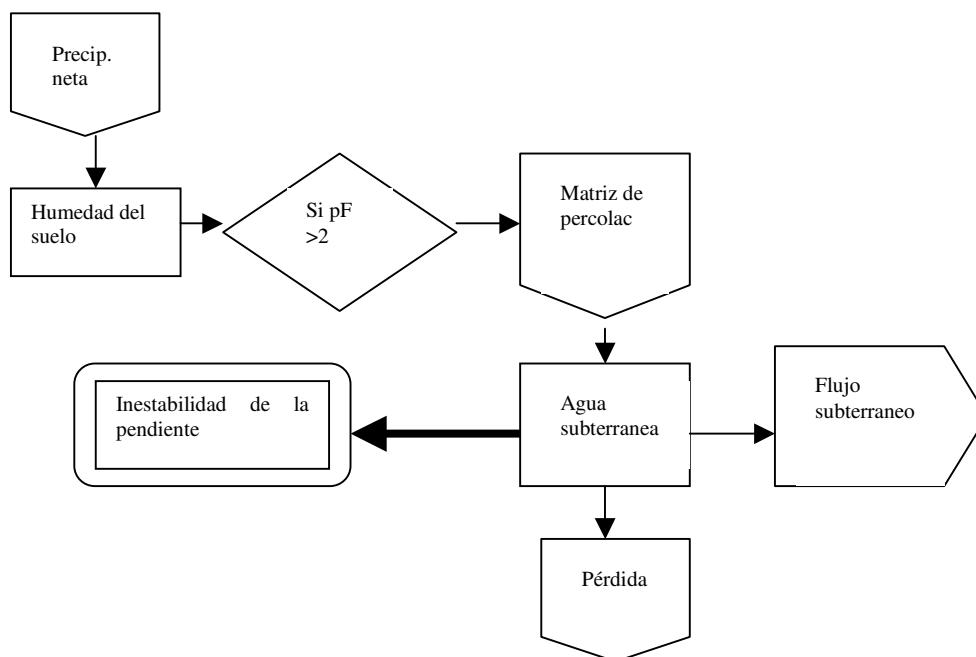 Precip.
neta
Humedad del
suelo
Si pF
>2
Matriz de
percolac
Inestabilidad de la
pendiente
Agua
subterranea
Flujo
subterraneo
Pérdida